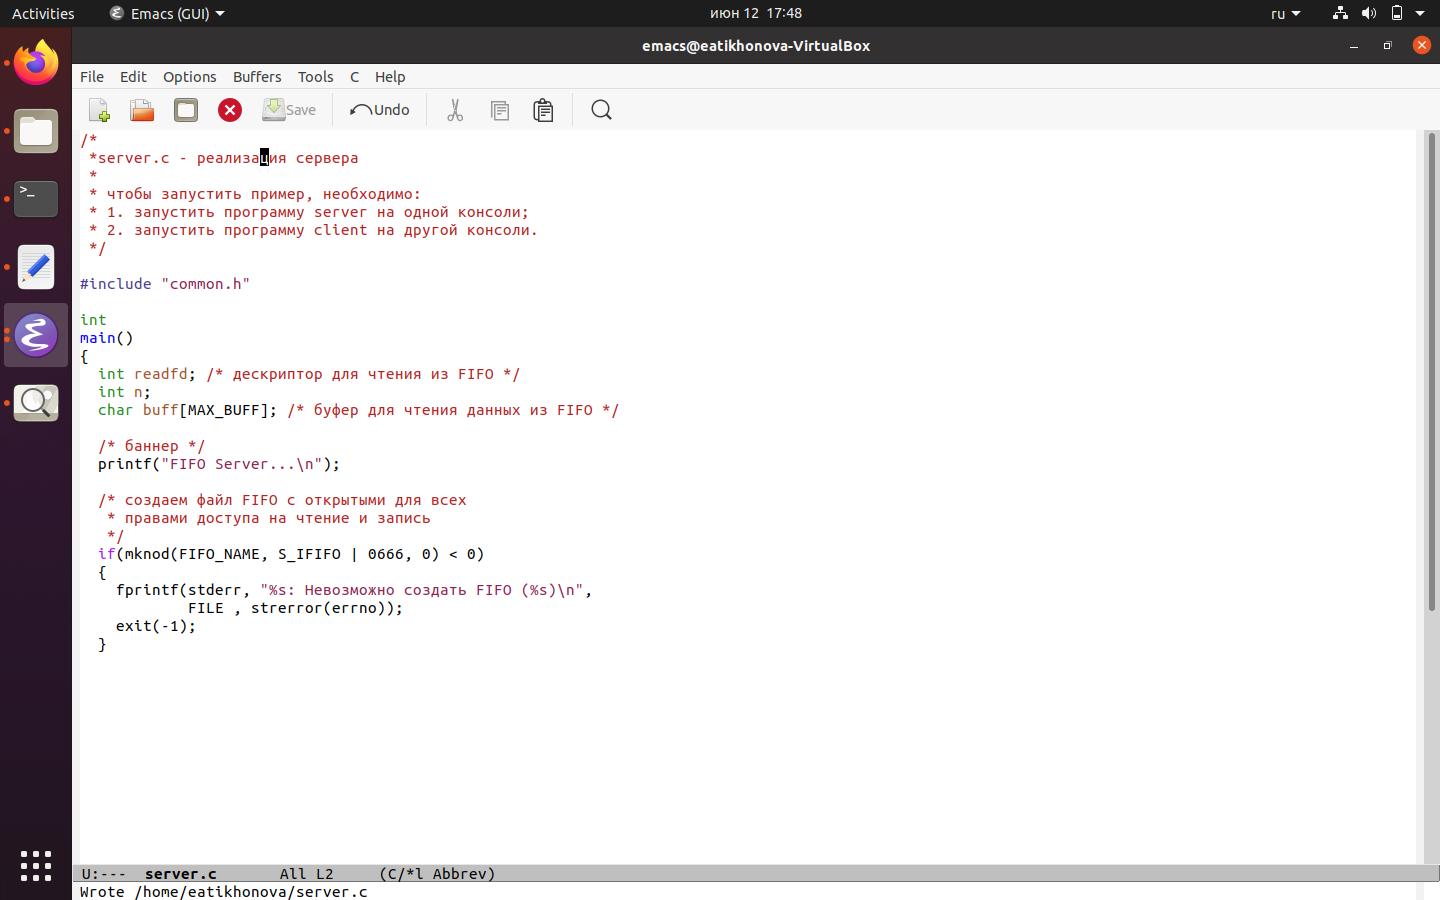 Activities Emacs (GUI) июн 12 17:48 ru
emacs@eatikhonova-VirtualBox
File Edit Options Buffers Tools C Help
Save Undo
/*
 *server.c - реализация сервера
 *
 * чтобы запустить пример, необходимо:
 * 1. запустить программу server на одной консоли;
 * 2. запустить программу client на другой консоли.
 */
#include "common.h"
int
main()
{
  int readfd; /* дескриптор для чтения из FIFO */
  int n;
  char buff[MAX_BUFF]; /* буфер для чтения данных из FIFO */
  /* баннер */
  printf("FIFO Server...\n");
  /* создаем файл FIFO с открытыми для всех
   * правами доступа на чтение и запись
   */
  if(mknod(FIFO_NAME, S_IFIFO | 0666, 0) < 0)
  {
    fprintf(stderr, "%s: Невозможно создать FIFO (%s)\n",
            FILE , strerror(errno));
    exit(-1);
  }
U:--- server.c All L2 (C/*l Abbrev)
Wrote /home/eatikhonova/server.c